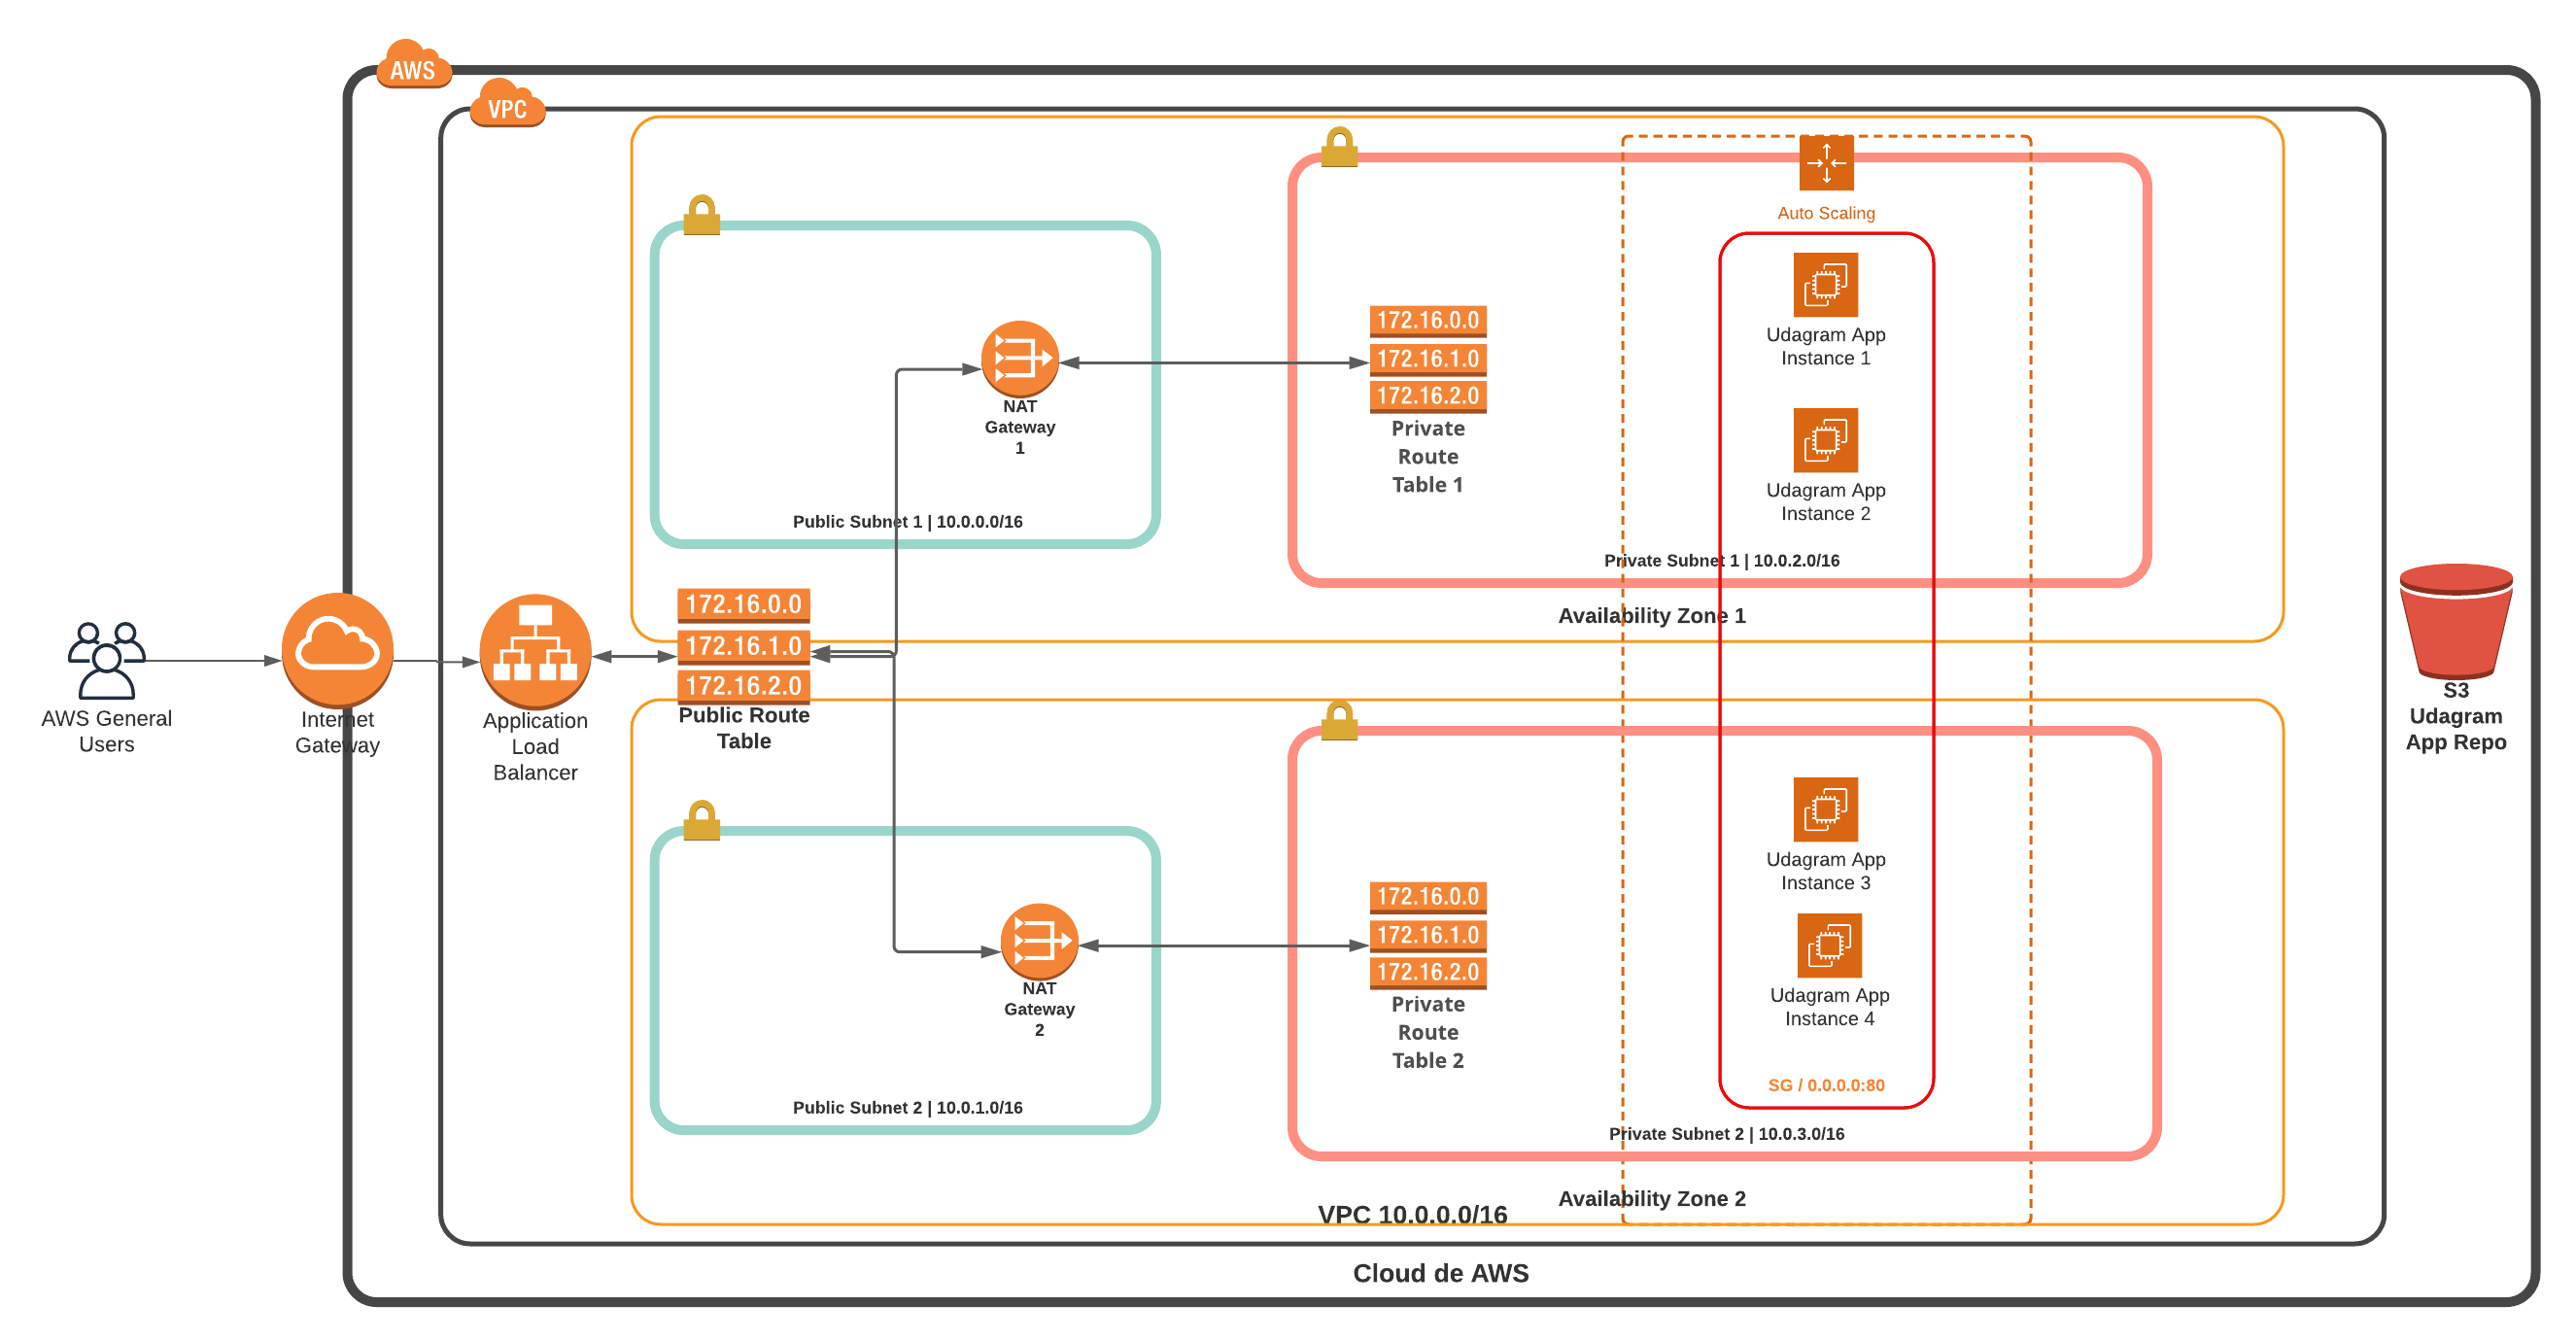 AWS
VPC
Auto Scaling
Udagram App
Instance 1
172.16.0.0
172.16.1.0
172.16.2.0
Private
Route
Table 1
NAT
Gateway
1
Udagram App
Instance 2
Public Subnet 1 | 10.0.0.0/16
Private Subnet 1 | 10.0.2.0/16
Availability Zone 1
172.16.0.0
172.16.1.0
172.16.2.0
Public Route
Table
AWS General
Users
Internet
Gateway
Application
Load
Balancer
S3
Udagram
App Repo
Udagram App
Instance 3
172.16.0.0
172.16.1.0
172.16.2.0
Private
Route
Table 2
NAT
Gateway
2
Udagram App
Instance 4
SG / 0.0.0.0:80
Public Subnet 2 | 10.0.1.0/16
Private Subnet 2 | 10.0.3.0/16
Availability Zone 2
VPC 10.0.0.0/16
Cloud de AWS